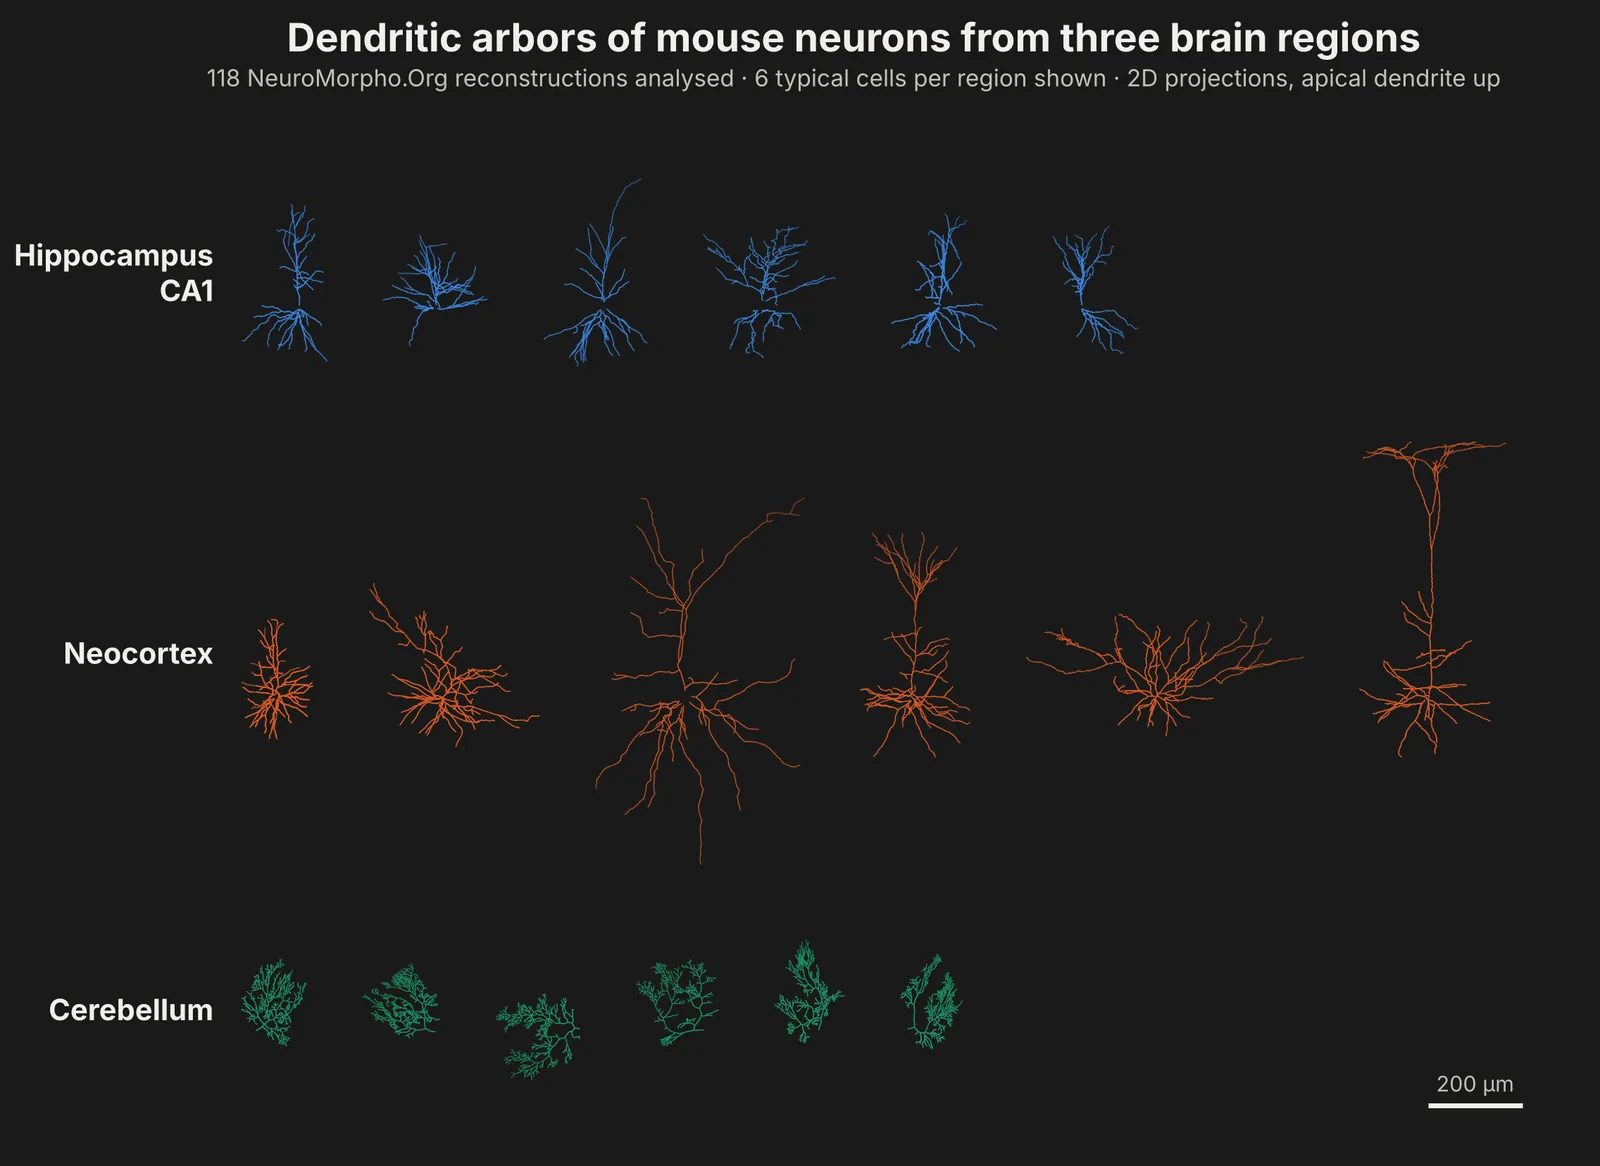 Dendritic arbors of mouse neurons from three brain regions
118 NeuroMorpho.Org reconstructions analysed · 6 typical cells per region shown · 2D projections, apical dendrite up
Hippocampus
CA1
Neocortex
Cerebellum
200 µm